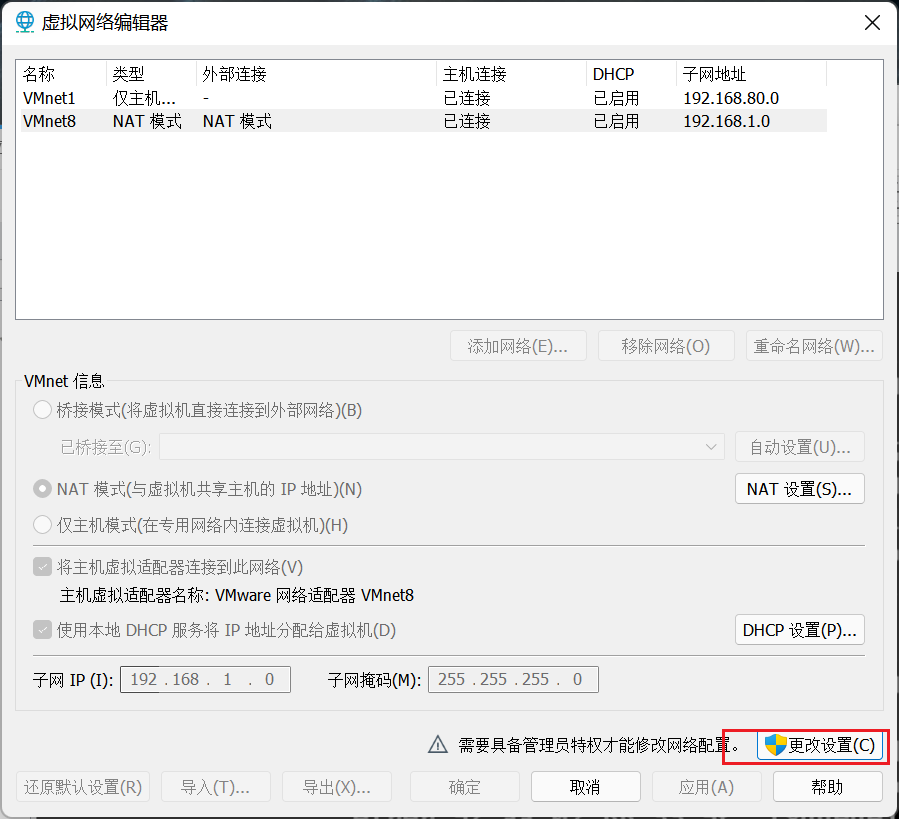 虚拟网络编辑器
名称 类型 外部连接 主机连接 DHCP 子网地址
VMnet1 仅主机... - 已连接 已启用 192.168.80.0
VMnet8 NAT 模式 NAT 模式 已连接 已启用 192.168.1.0
添加网络(E)... 移除网络(O) 重命名网络(W)...
VMnet 信息
桥接模式(将虚拟机直接连接到外部网络)(B)
已桥接至(G): 自动设置(U)...
NAT 模式(与虚拟机共享主机的 IP 地址)(N) NAT 设置(S)...
仅主机模式(在专用网络内连接虚拟机)(H)
将主机虚拟适配器连接到此网络(V)
主机虚拟适配器名称: VMware 网络适配器 VMnet8
使用本地 DHCP 服务将 IP 地址分配给虚拟机(D) DHCP 设置(P)...
子网 IP (I): 192 . 168 . 1 . 0 子网掩码(M): 255 . 255 . 255 . 0
需要具备管理员特权才能修改网络配置。 更改设置(C)
还原默认设置(R) 导入(T)... 导出(X)... 确定 取消 应用(A) 帮助